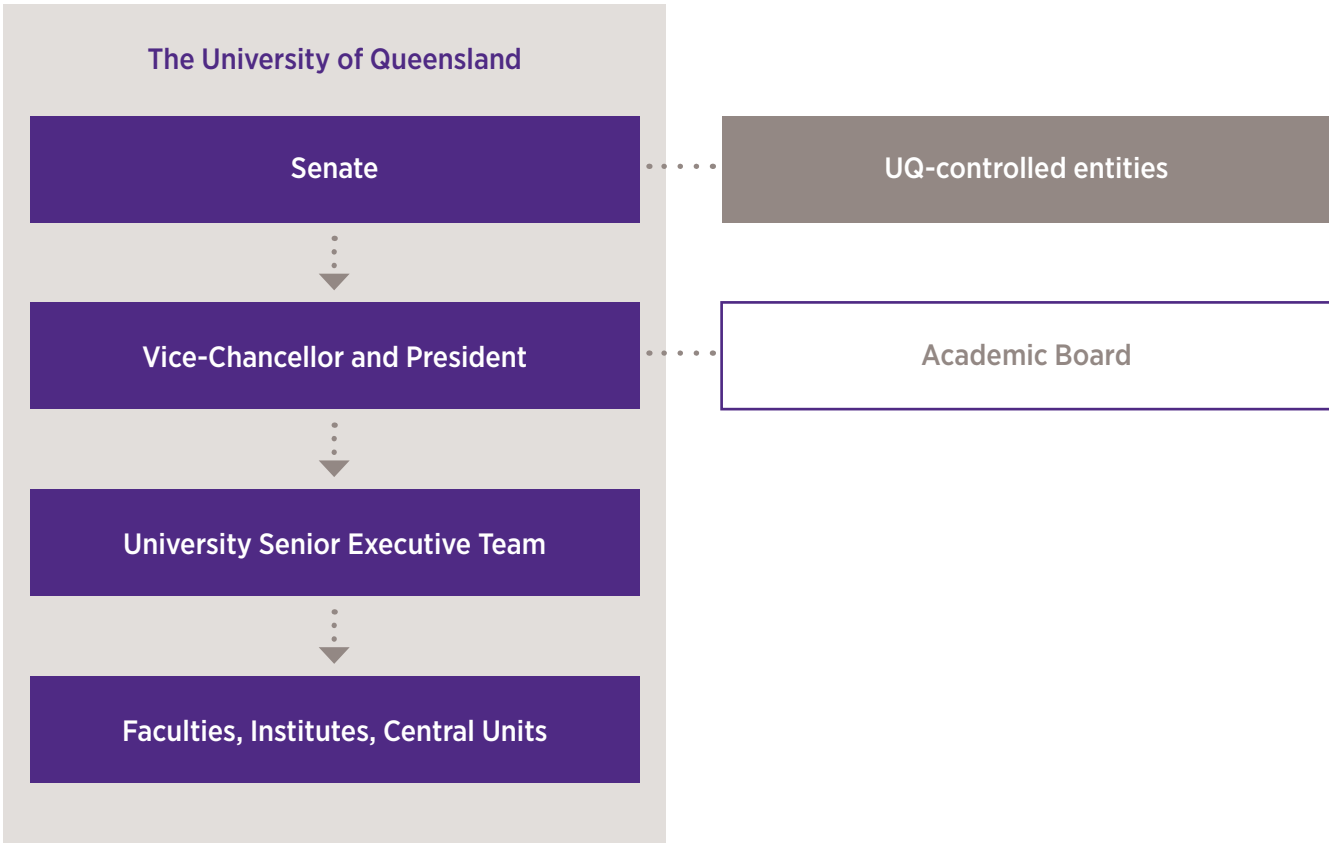 The University of Queensland
Senate
UQ-controlled entities
Vice-Chancellor and President
Academic Board
University Senior Executive Team
Faculties, Institutes, Central Units